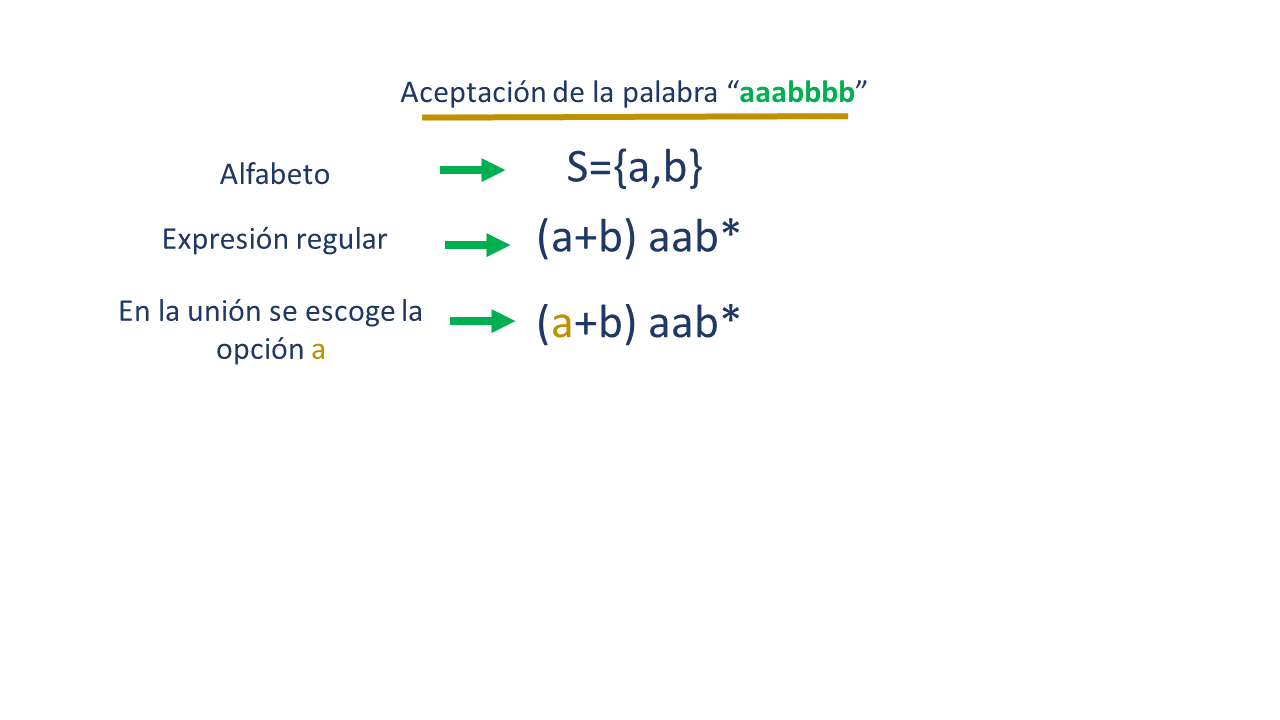 Aceptación de la palabra “aaabbbb”
Alfabeto
S={a,b}
Expresión regular
(a+b) aab*
En la unión se escoge la
opción a
(a+b) aab*